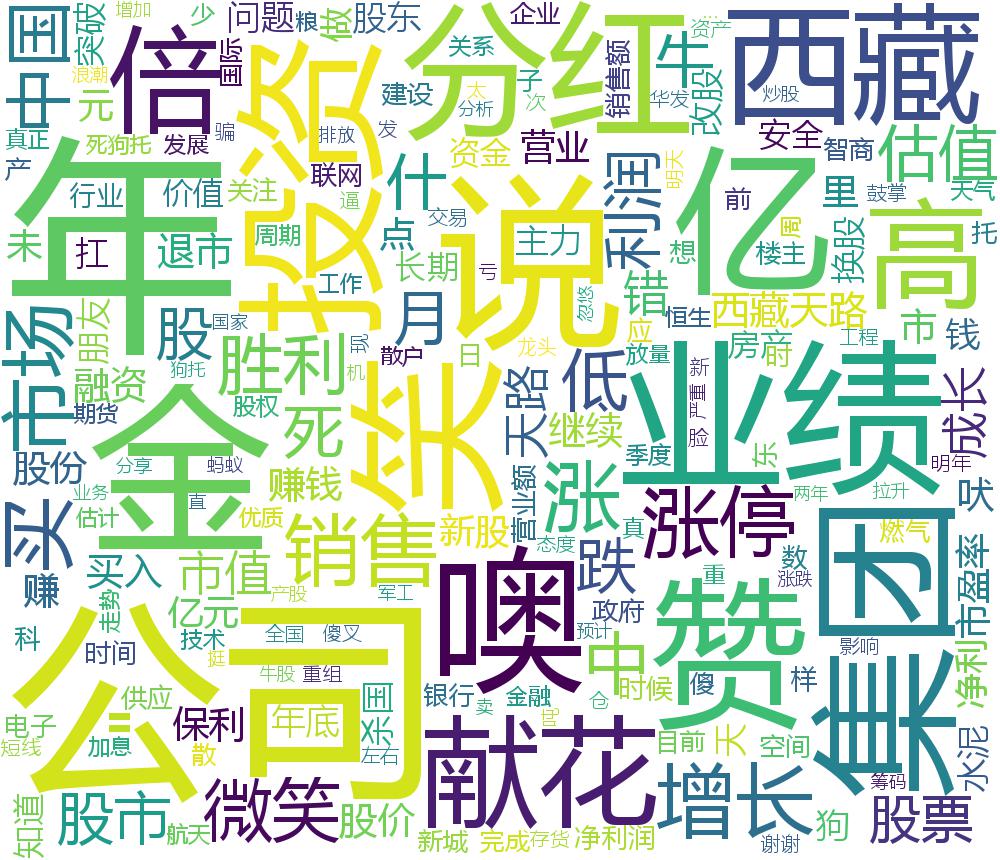 中国
突破
增加
少
问题
粮
做
股东
企业
分红
牛
西藏
资产
浪潮
元
倍
国际
投资
关系
子
次
销售额
改股
华发
炒股
真正
死狗托
发展
骗
排放
发
建设
太
分析
安全
智商
估值
产
行业
价值
关注
联网
逼
什
资金
营业
利润
明天
亿
前
里
鼓掌
天气
年
未
扛
退市
周期
点
交易
说
主力
想
周
楼主
换股
高
托
市场
朋友
股
国家
工作
长期
亏
忽悠
错
应
西藏天路
恒生
市
钱
融资
狗托
胜利
现
机
散户
月
日
龙头
天路
低
放量
房产
时
工程
成长
期货
股权
死
笑
继续
业绩
新
严重
脸
季度
东
明年
股份
分享
蚂蚁
金
赚钱
买
业务
估计
直
优质
新股
营业额
涨
态度
真
涨停
两年
拉升
呋
燃气
集团
赚
走势
买入
市值
销售
跌
重
数
涨跌
市盈率
科
时间
亿元
技术
产股
军工
噢
政府
预计
赞
影响
公司
全国
傻叉
牛股
重组
挺
杀国
银行
卖
金融
仓
中
时候
傻
样
净利
电子
短线
供应
加息
保利
散
年底
左右
献花
目前
天
空间
水泥
知道
股市
航天
微笑
股价
新城
完成
存货
净利润
增长
谢谢
狗
筹码
股票